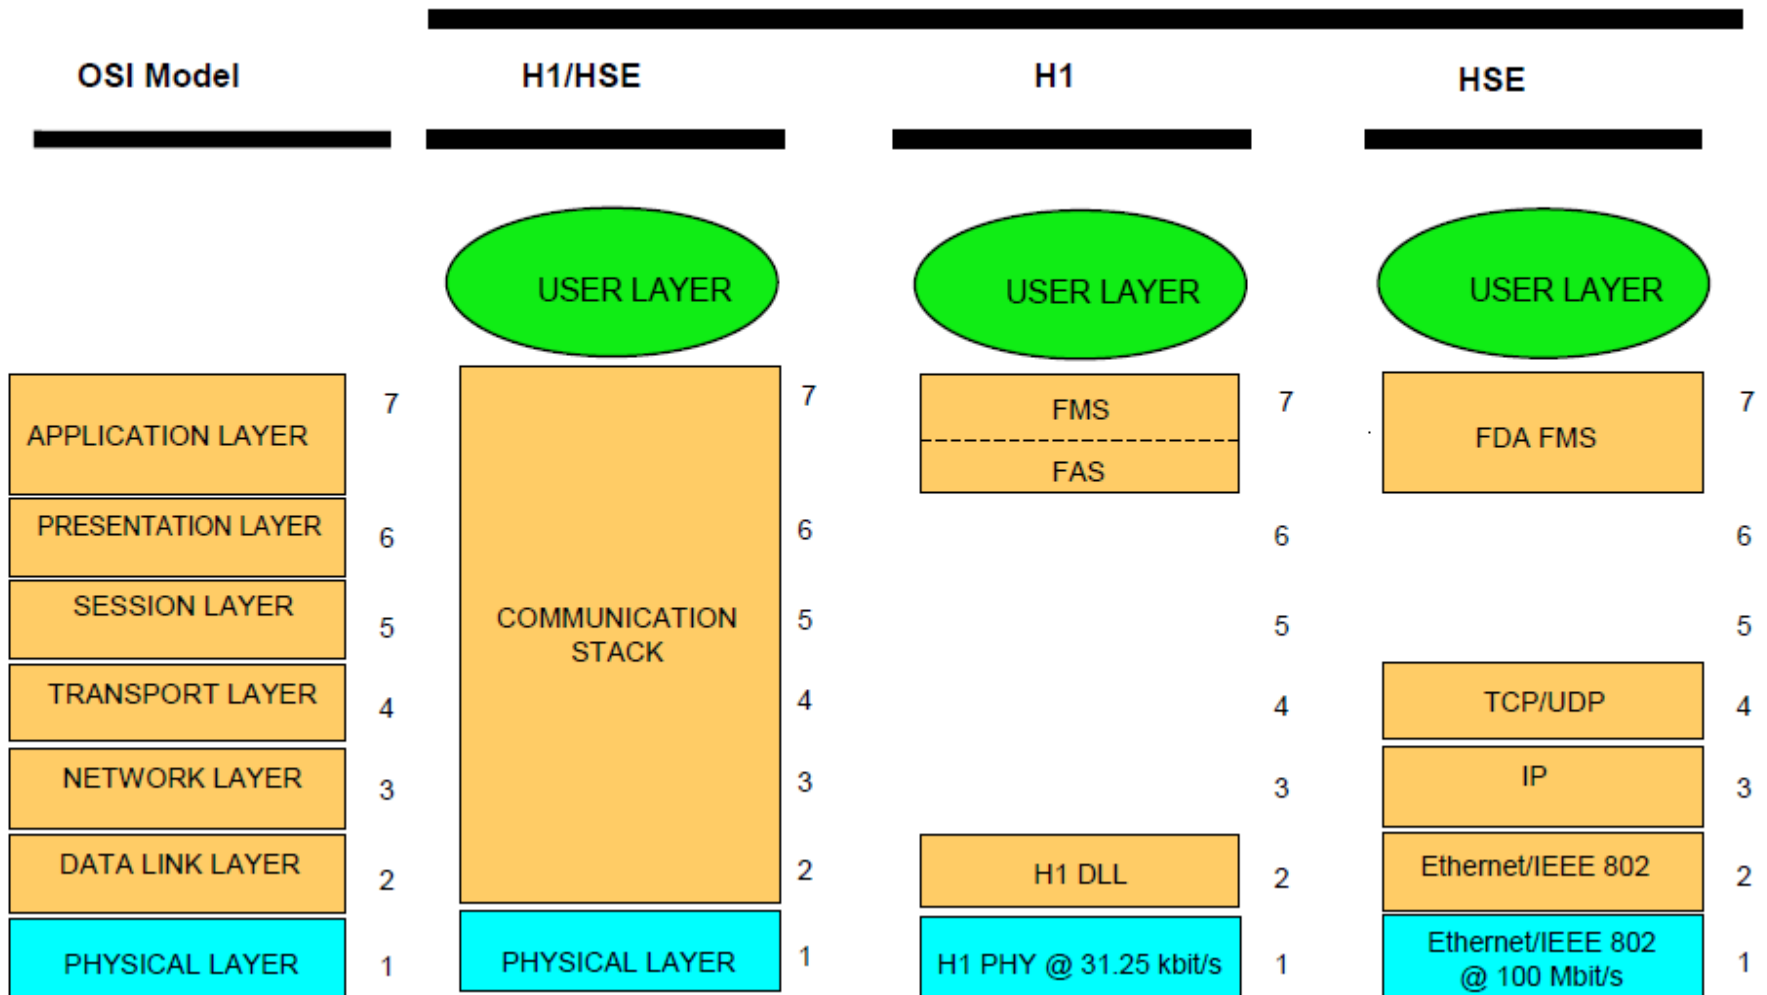 OSI Model
H1/HSE
H1
HSE
USER LAYER
USER LAYER
USER LAYER
APPLICATION LAYER
7
PRESENTATION LAYER
6
SESSION LAYER
5
TRANSPORT LAYER
4
NETWORK LAYER
3
DATA LINK LAYER
2
PHYSICAL LAYER
1
COMMUNICATION
STACK
7
6
5
4
3
2
PHYSICAL LAYER
1
FMS
FAS
7
6
5
4
3
H1 DLL
2
H1 PHY @ 31.25 kbit/s
1
FDA FMS
7
6
5
TCP/UDP
4
IP
3
Ethernet/IEEE 802
2
Ethernet/IEEE 802
@ 100 Mbit/s
1